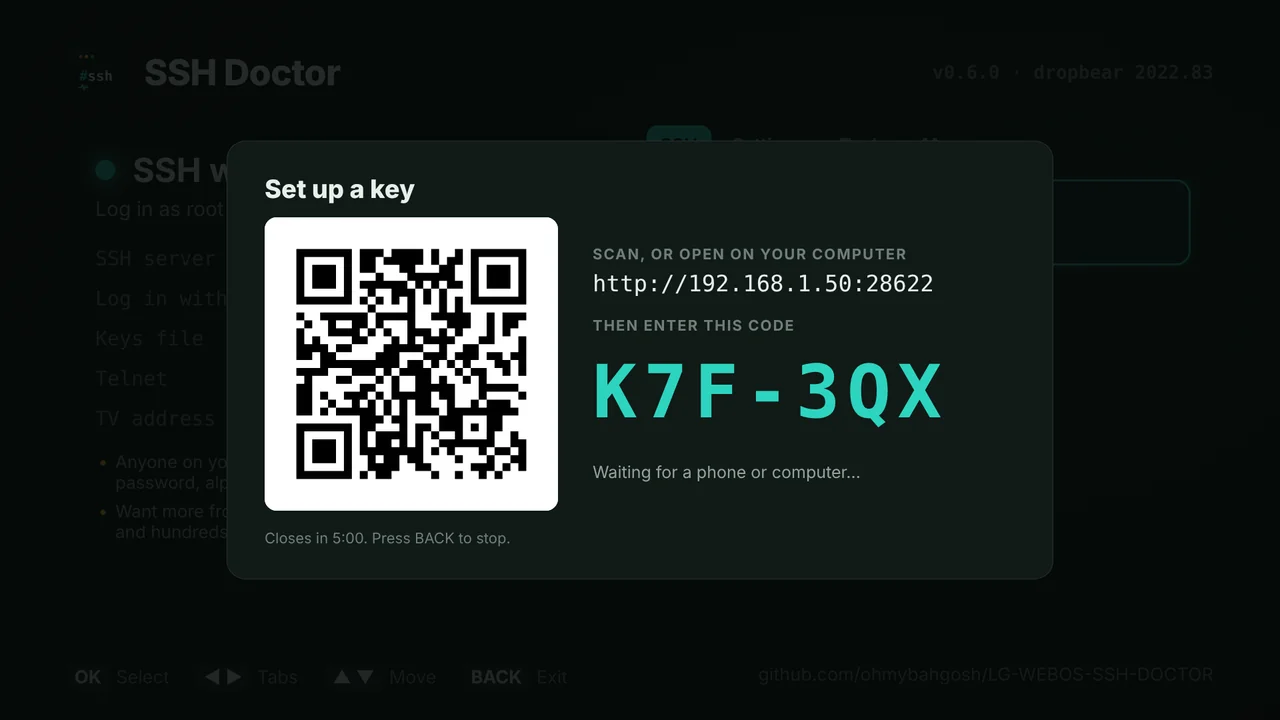 #ssh
SSH Doctor
v0.6.0 · dropbear 2022.83
SSH
Log in as root
SSH server
Log in with
Keys file
Telnet
TV address
• Anyone on
password,
• Want more
and hundreds
Set up a key
SCAN, OR OPEN ON YOUR COMPUTER
http://192.168.1.50:28622
THEN ENTER THIS CODE
K7F-3QX
Waiting for a phone or computer...
Closes in 5:00. Press BACK to stop.
OK Select ◀ ▶ Tabs ▲ ▼ Move BACK Exit
github.com/ohmybangosh/LG-WEBOS-SSH-DOCTOR